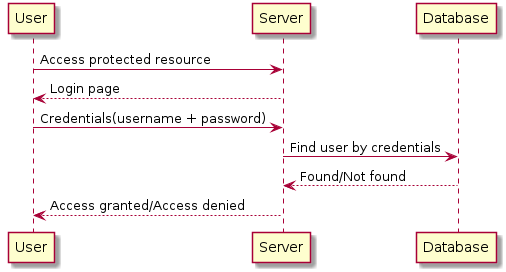 User
Server
Database
Access protected resource
Login page
Credentials(username + password)
Find user by credentials
Found/Not found
Access granted/Access denied
User
Server
Database